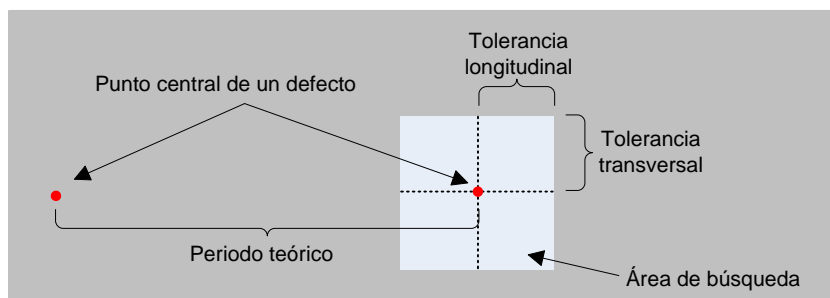 Tolerancia
longitudinal
Punto central de un defecto
Tolerancia
transversal
Periodo teórico
Área de búsqueda